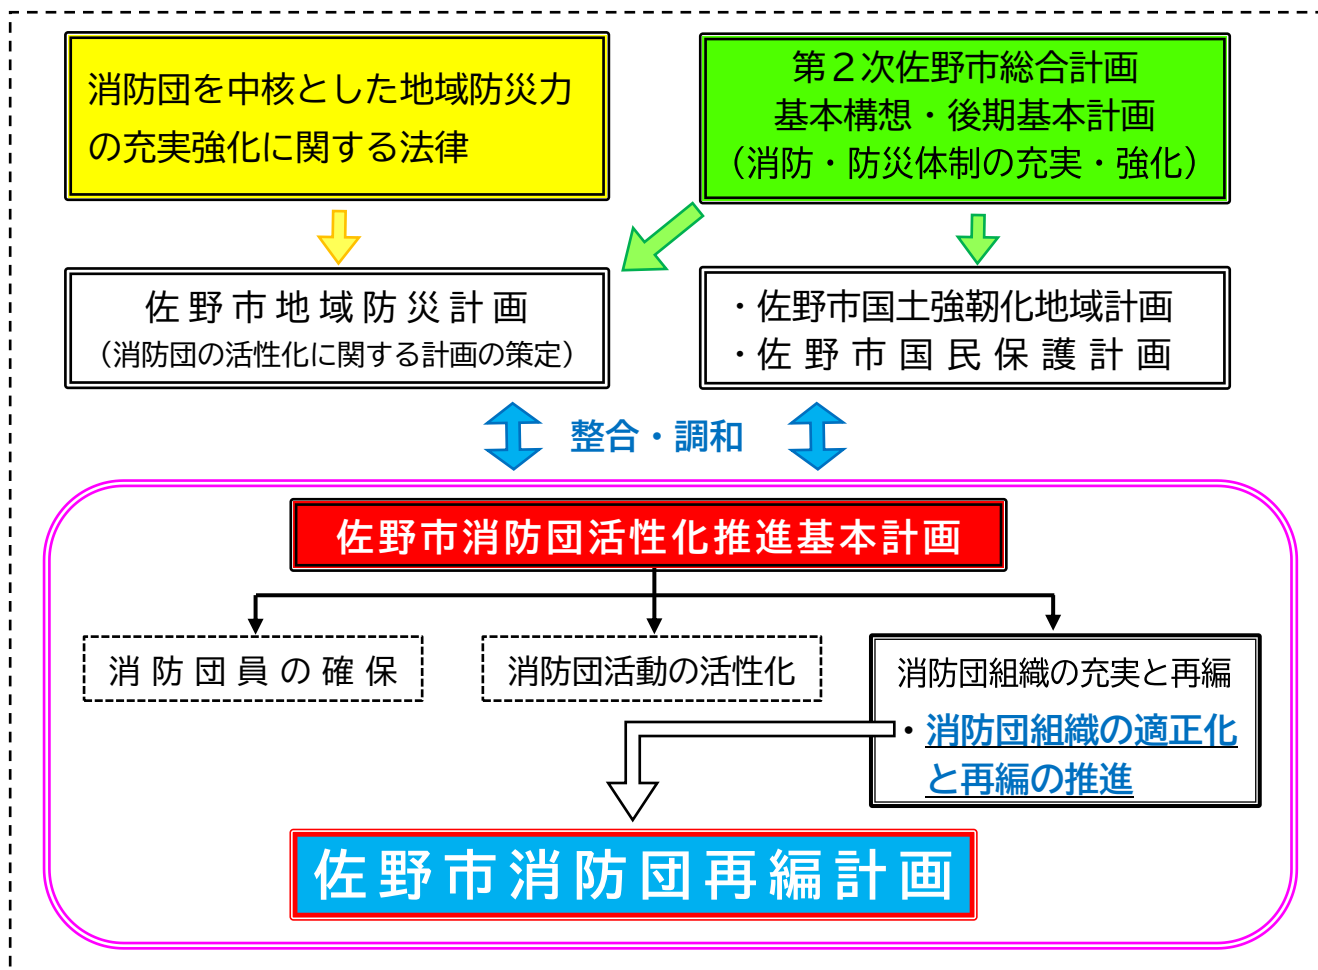 消防団を中核とした地域防災力
の充実強化に関する法律
第２次佐野市総合計画
基本構想・後期基本計画
（消防・防災体制の充実・強化）
佐野市地域防災計画
（消防団の活性化に関する計画の策定）
・佐野市国土強靭化地域計画
・佐野市国民保護計画
整合・調和
佐野市消防団活性化推進基本計画
消防団員の確保
消防団活動の活性化
消防団組織の充実と再編
・消防団組織の適正化
と再編の推進
佐野市消防団再編計画